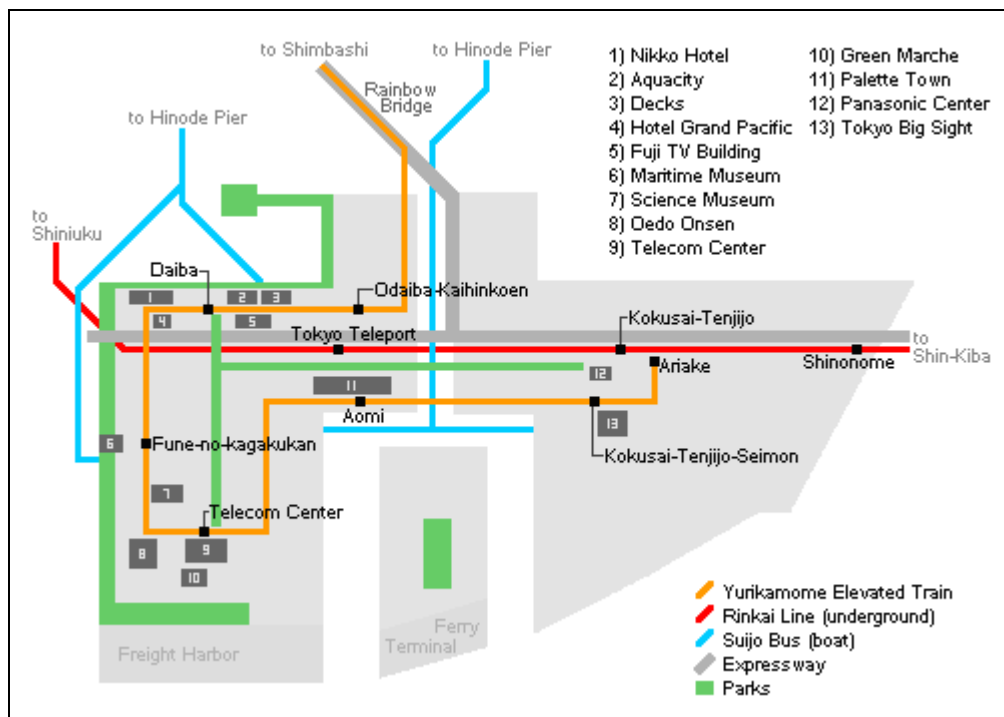 to Shimbashi
to Hinode Pier
Rainbow
Bridge
to Hinode Pier
to
Shiniuku
1) Nikko Hotel
2) Aquacity
3) Decks
4) Hotel Grand Pacific
5) Fuji TV Building
6) Maritime Museum
7) Science Museum
8) Oedo Onsen
9) Telecom Center
10) Green Marche
11) Palette Town
12) Panasonic Center
13) Tokyo Big Sight
Daiba
Odaiba-Kaihinkoen
1
2
3
4
5
Tokyo Teleport
Kokusai-Tenjijo
to
Shin-Kiba
Shinonome
Ariake
12
11
Aomi
13
6
Fune-no-kagakukan
Kokusai-Tenjijo-Seimon
7
Telecom Center
8
9
10
Freight Harbor
Ferry
Terminal
Yurikamome Elevated Train
Rinkai Line (underground)
Suijo Bus (boat)
Expressway
Parks